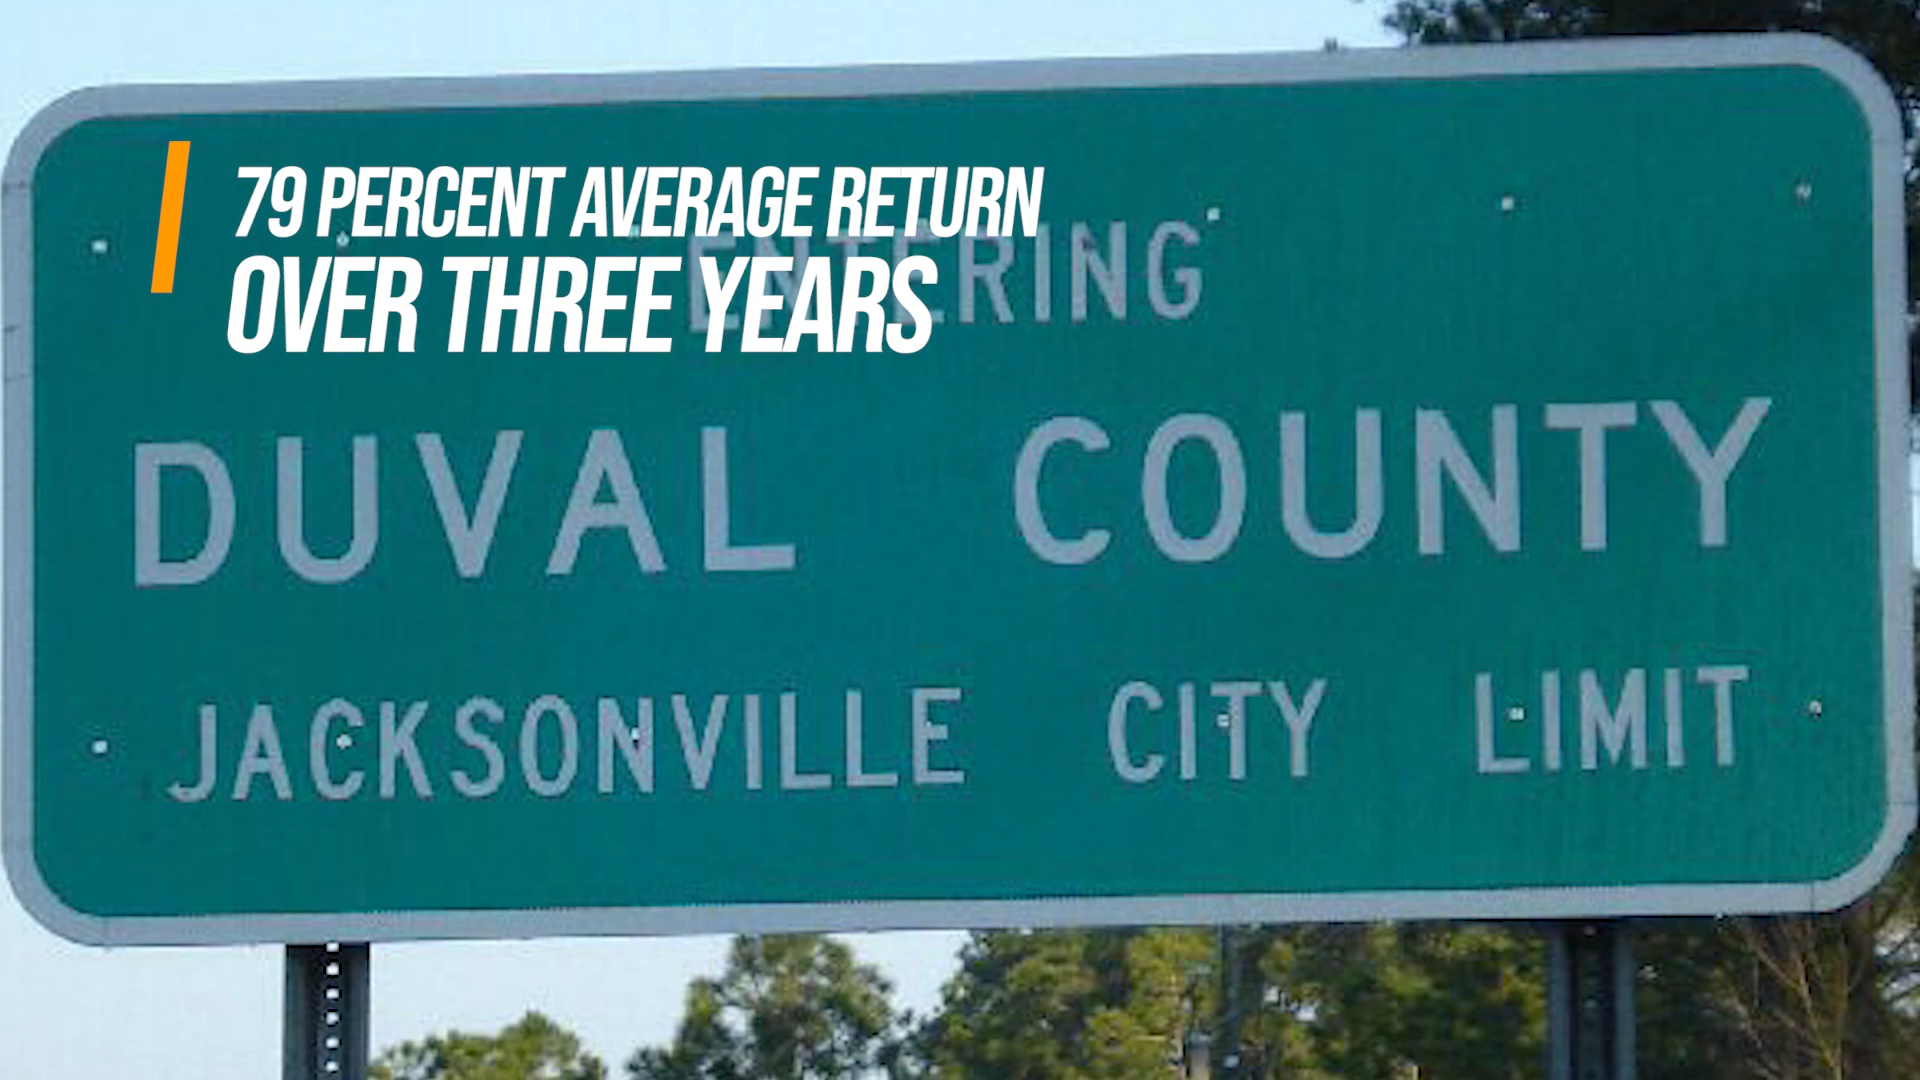 79 PERCENT AVERAGE RETURN
OVER THREE YEARS
ENTERING
DUVAL COUNTY
JACKSONVILLE CITY LIMIT